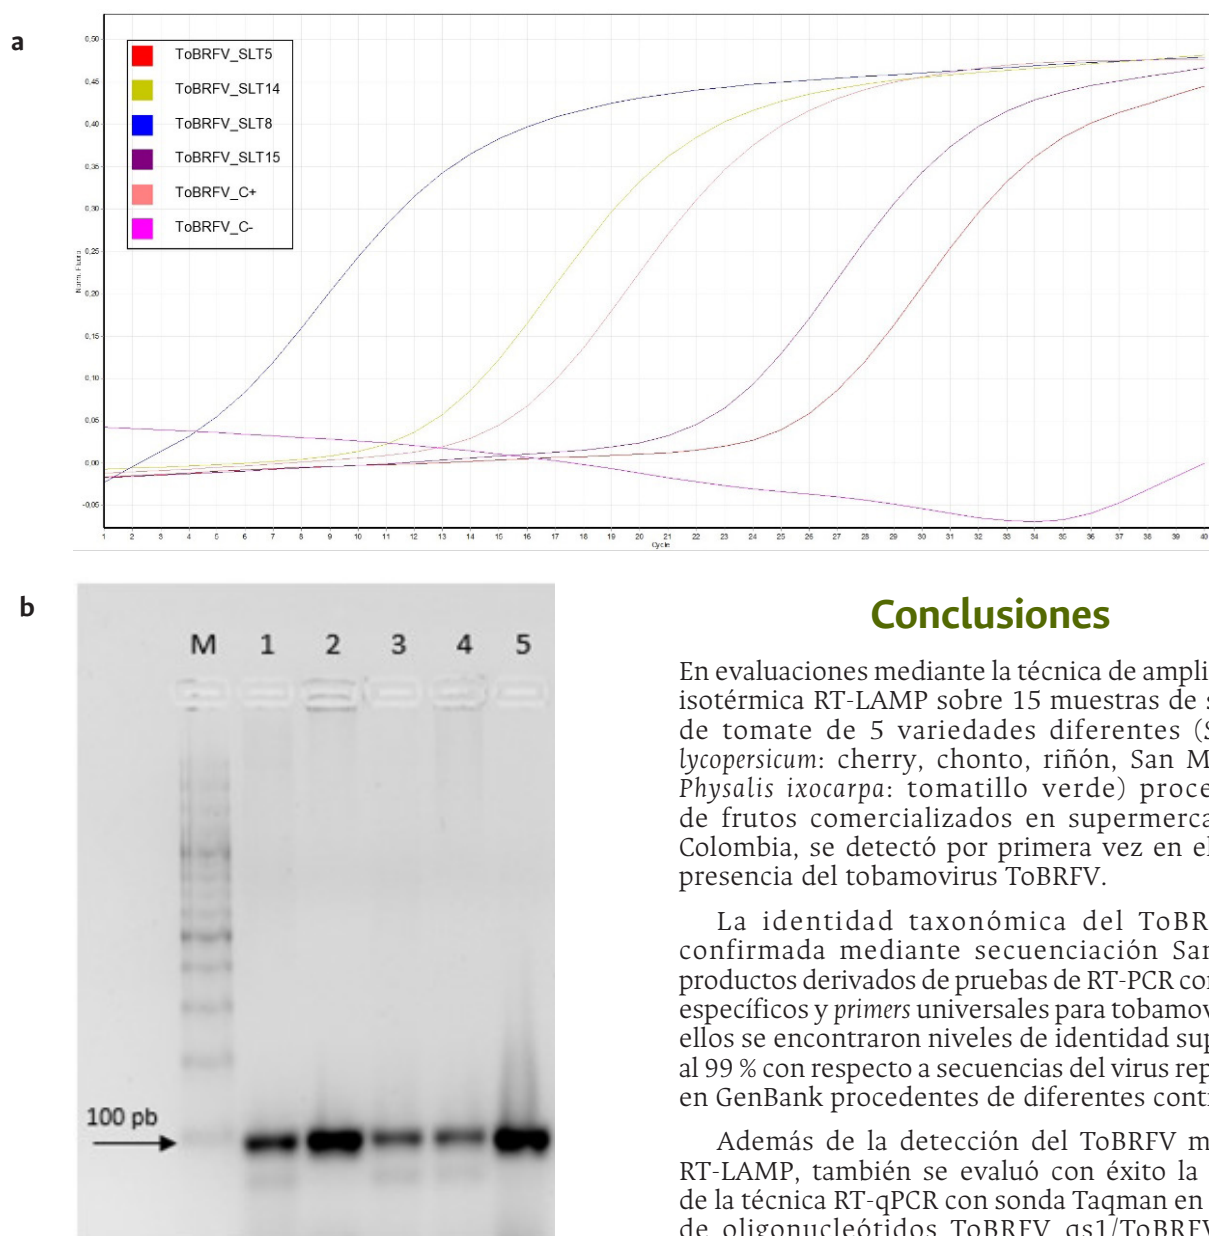 a
0,50
0,45
0,40
0,35
0,30
0,25
0,20
0,15
0,10
0,05
0,00
-0,05
Norm. Fluoro.
ToBRFV_SLT5
ToBRFV_SLT14
ToBRFV_SLT8
ToBRFV_SLT15
ToBRFV_C+
ToBRFV_C-
1 2 3 4 5 6 7 8 9 10 11 12 13 14 15 16 17 18 19 20 21 22 23 24 25 26 27 28 29 30 31 32 33 34 35 36 37 38 39 40
Cycle
b
M 1 2 3 4 5
100 pb
Conclusiones
En evaluaciones mediante la técnica de ampli
isotérmica RT-LAMP sobre 15 muestras de s
de tomate de 5 variedades diferentes (S
lycopersicum: cherry, chonto, riñón, San M
Physalis ixocarpa: tomatillo verde) proce
de frutos comercializados en supermerca
Colombia, se detectó por primera vez en el
presencia del tobamovirus ToBRFV.
La identidad taxonómica del ToBR
confirmada mediante secuenciación San
productos derivados de pruebas de RT-PCR con
específicos y primers universales para tobamov
ellos se encontraron niveles de identidad sup
al 99 % con respecto a secuencias del virus rep
en GenBank procedentes de diferentes conti
Además de la detección del ToBRFV m
RT-LAMP, también se evaluó con éxito la
de la técnica RT-qPCR con sonda Taqman en
de oligonucleótidos ToBRFV_qs1/ToBRFV